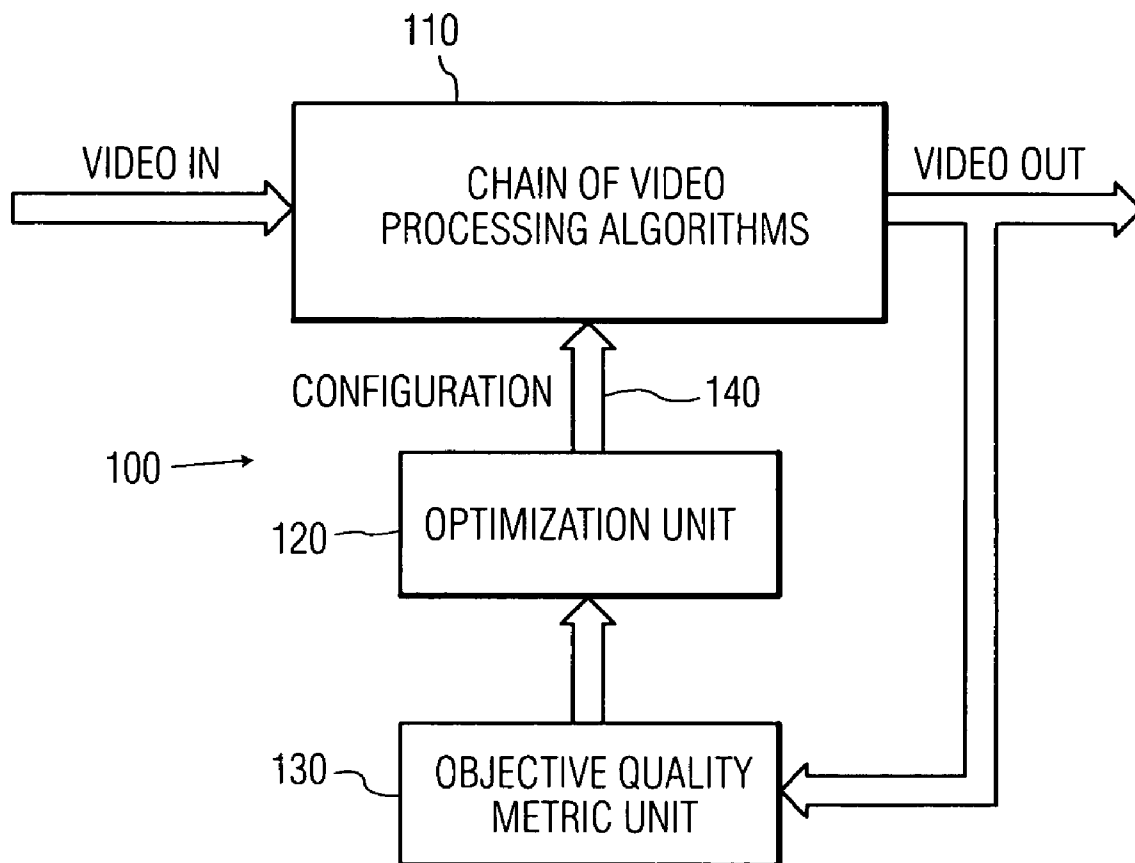 110
VIDEO IN
CHAIN OF VIDEO
PROCESSING ALGORITHMS
VIDEO OUT
CONFIGURATION
140
100
120
OPTIMIZATION UNIT
130
OBJECTIVE QUALITY
METRIC UNIT